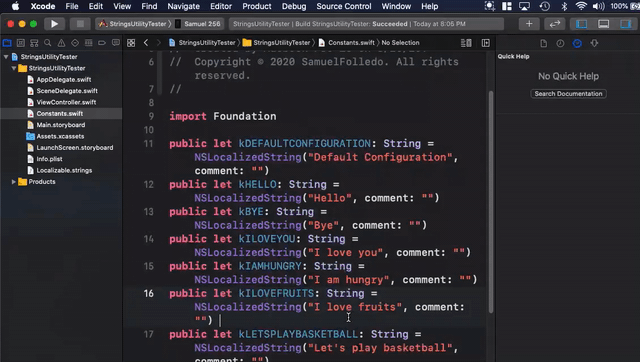 Xcode File Edit View Find Navigate Editor Product Debug Source Control Window Help 100%
Samuel 256 StringsUtilityTester | Build StringsUtilityTester: Succeeded | Today at 8:06 PM
StringsUtilityTester StringsUtilityTester Constants.swift No Selection
StringsUtilityTester
StringsUtilityTester
AppDelegate.swift
SceneDelegate.swift
ViewController.swift
Constants.swift
Main.storyboard
Assets.xcassets
LaunchScreen.storyboard
Info.plist
Localizable.strings
Products
6 // Copyright © 2020 SamuelFolledo. All rights
reserved.
7 //
8
9 import Foundation
10
11 public let kDEFAULTCONFIGURATION: String =
NSLocalizedString("Default Configuration",
comment: "")
12 public let kHELLO: String =
NSLocalizedString("Hello", comment: "")
13 public let kBYE: String =
NSLocalizedString("Bye", comment: "")
14 public let kILOVEYOU: String =
NSLocalizedString("I love you", comment: "")
15 public let kIAMHUNGRY: String =
NSLocalizedString("I am hungry", comment: "")
16 public let kILOVEFRUITS: String =
NSLocalizedString("I love fruits", comment:
"")
17 public let kLETSPLAYBASKETBALL: String =
NSLocalizedString("Let's play basketball",
comment: "")
Quick Help
No Quick Help
Search Documentation